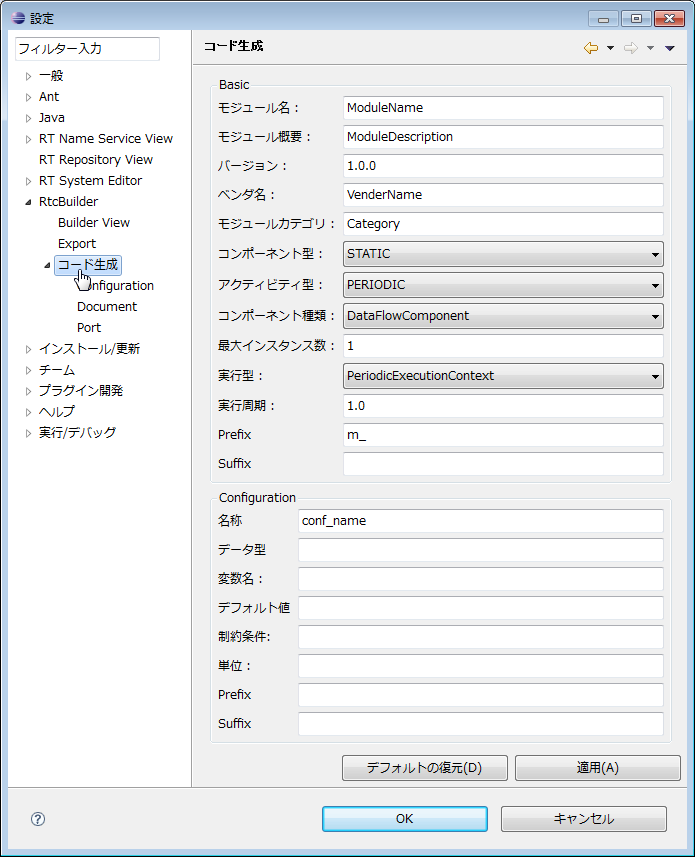 設定
フィルター入力
一般
Ant
Java
RT Name Service View
RT Repository View
RT System Editor
RtcBuilder
Builder View
Export
コード生成
onfiguration
Document
Port
インストール/更新
チーム
プラグイン開発
ヘルプ
実行/デバッグ
コード生成
Basic
モジュール名： ModuleName
モジュール概要： ModuleDescription
バージョン： 1.0.0
ベンダ名： VenderName
モジュールカテゴリ： Category
コンポーネント型： STATIC
アクティビティ型： PERIODIC
コンポーネント種類： DataFlowComponent
最大インスタンス数： 1
実行型： PeriodicExecutionContext
実行周期： 1.0
Prefix m_
Suffix
Configuration
名称 conf_name
データ型
変数名：
デフォルト値
制約条件:
単位：
Prefix
Suffix
デフォルトの復元(D) 適用(A)
? OK キャンセル